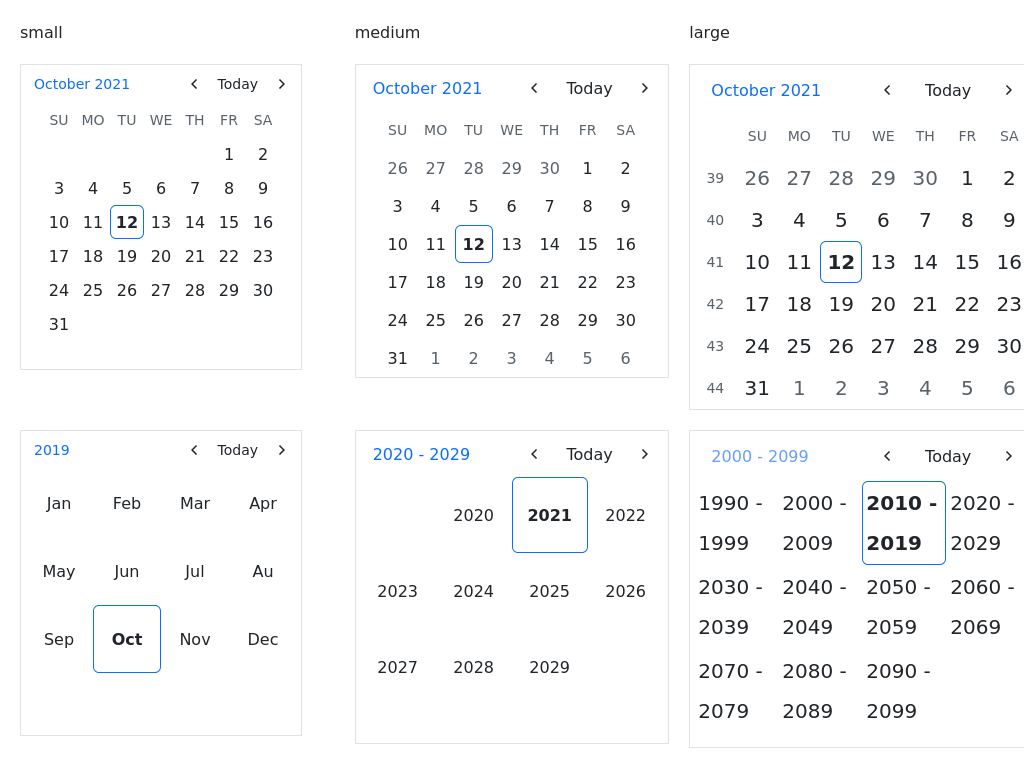 small
medium
large
October 2021 Today
SU MO TU WE TH FR SA
1 2
3 4 5 6 7 8 9
10 11 12 13 14 15 16
17 18 19 20 21 22 23
24 25 26 27 28 29 30
31
October 2021 Today
SU MO TU WE TH FR SA
26 27 28 29 30 1 2
3 4 5 6 7 8 9
10 11 12 13 14 15 16
17 18 19 20 21 22 23
24 25 26 27 28 29 30
31 1 2 3 4 5 6
October 2021 Today
SU MO TU WE TH FR SA
39 26 27 28 29 30 1 2
40 3 4 5 6 7 8 9
41 10 11 12 13 14 15 16
42 17 18 19 20 21 22 23
43 24 25 26 27 28 29 30
44 31 1 2 3 4 5 6
2019 Today
Jan Feb Mar Apr
May Jun Jul Au
Sep Oct Nov Dec
2020 - 2029 Today
2020 2021 2022
2023 2024 2025 2026
2027 2028 2029
2000 - 2099 Today
1990 - 2000 - 2010 - 2020 -
1999 2009 2019 2029
2030 - 2040 - 2050 - 2060 -
2039 2049 2059 2069
2070 - 2080 - 2090 -
2079 2089 2099